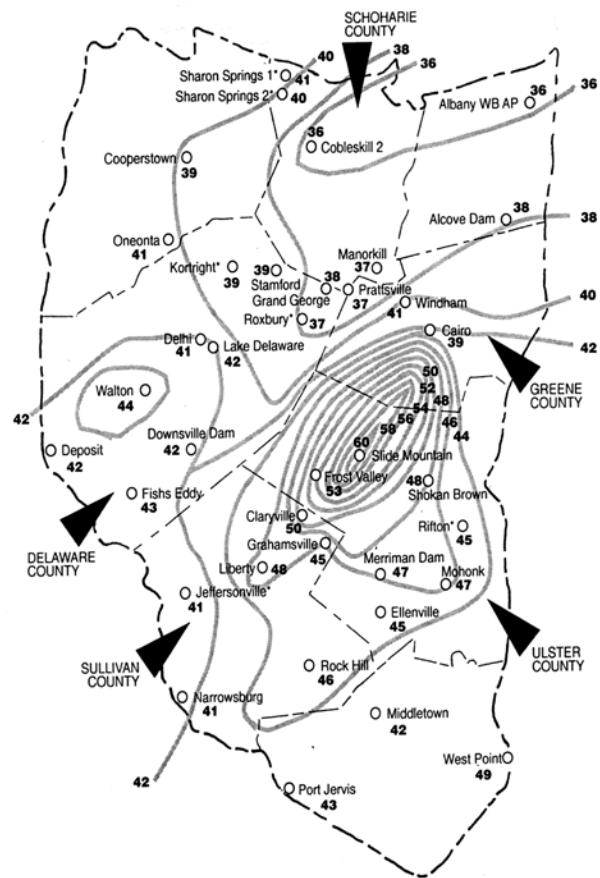 SCHOHARIE
COUNTY
40
38
36
Sharon Springs 1*
41
Sharon Springs 2*
40
36
36
Albany WB AP
36
Cobleskill 2
Cooperstown
39
38
Alcove Dam
38
Oneonta
41
Kortright*
39
39
Stamford
Manorkill
37
38
Grand George
Prattsville
37
Roxbury*
37
Windham
41
40
Cairo
39
42
Delhi
41
Lake Delaware
42
GREENE
COUNTY
50
52
48
54
46
56
44
58
60
Walton
44
42
Deposit
42
Downsville Dam
42
Slide Mountain
Frost Valley
53
48
Shokan Brown
Fishs Eddy
43
Claryville
50
Rifton*
45
DELAWARE
COUNTY
Grahamsville
45
Liberty
48
Merriman Dam
47
Mohonk
47
Jeffersonville*
41
Ellenville
45
SULLIVAN
COUNTY
ULSTER
COUNTY
Rock Hill
46
Narrowsburg
41
Middletown
42
West Point
49
42
Port Jervis
43